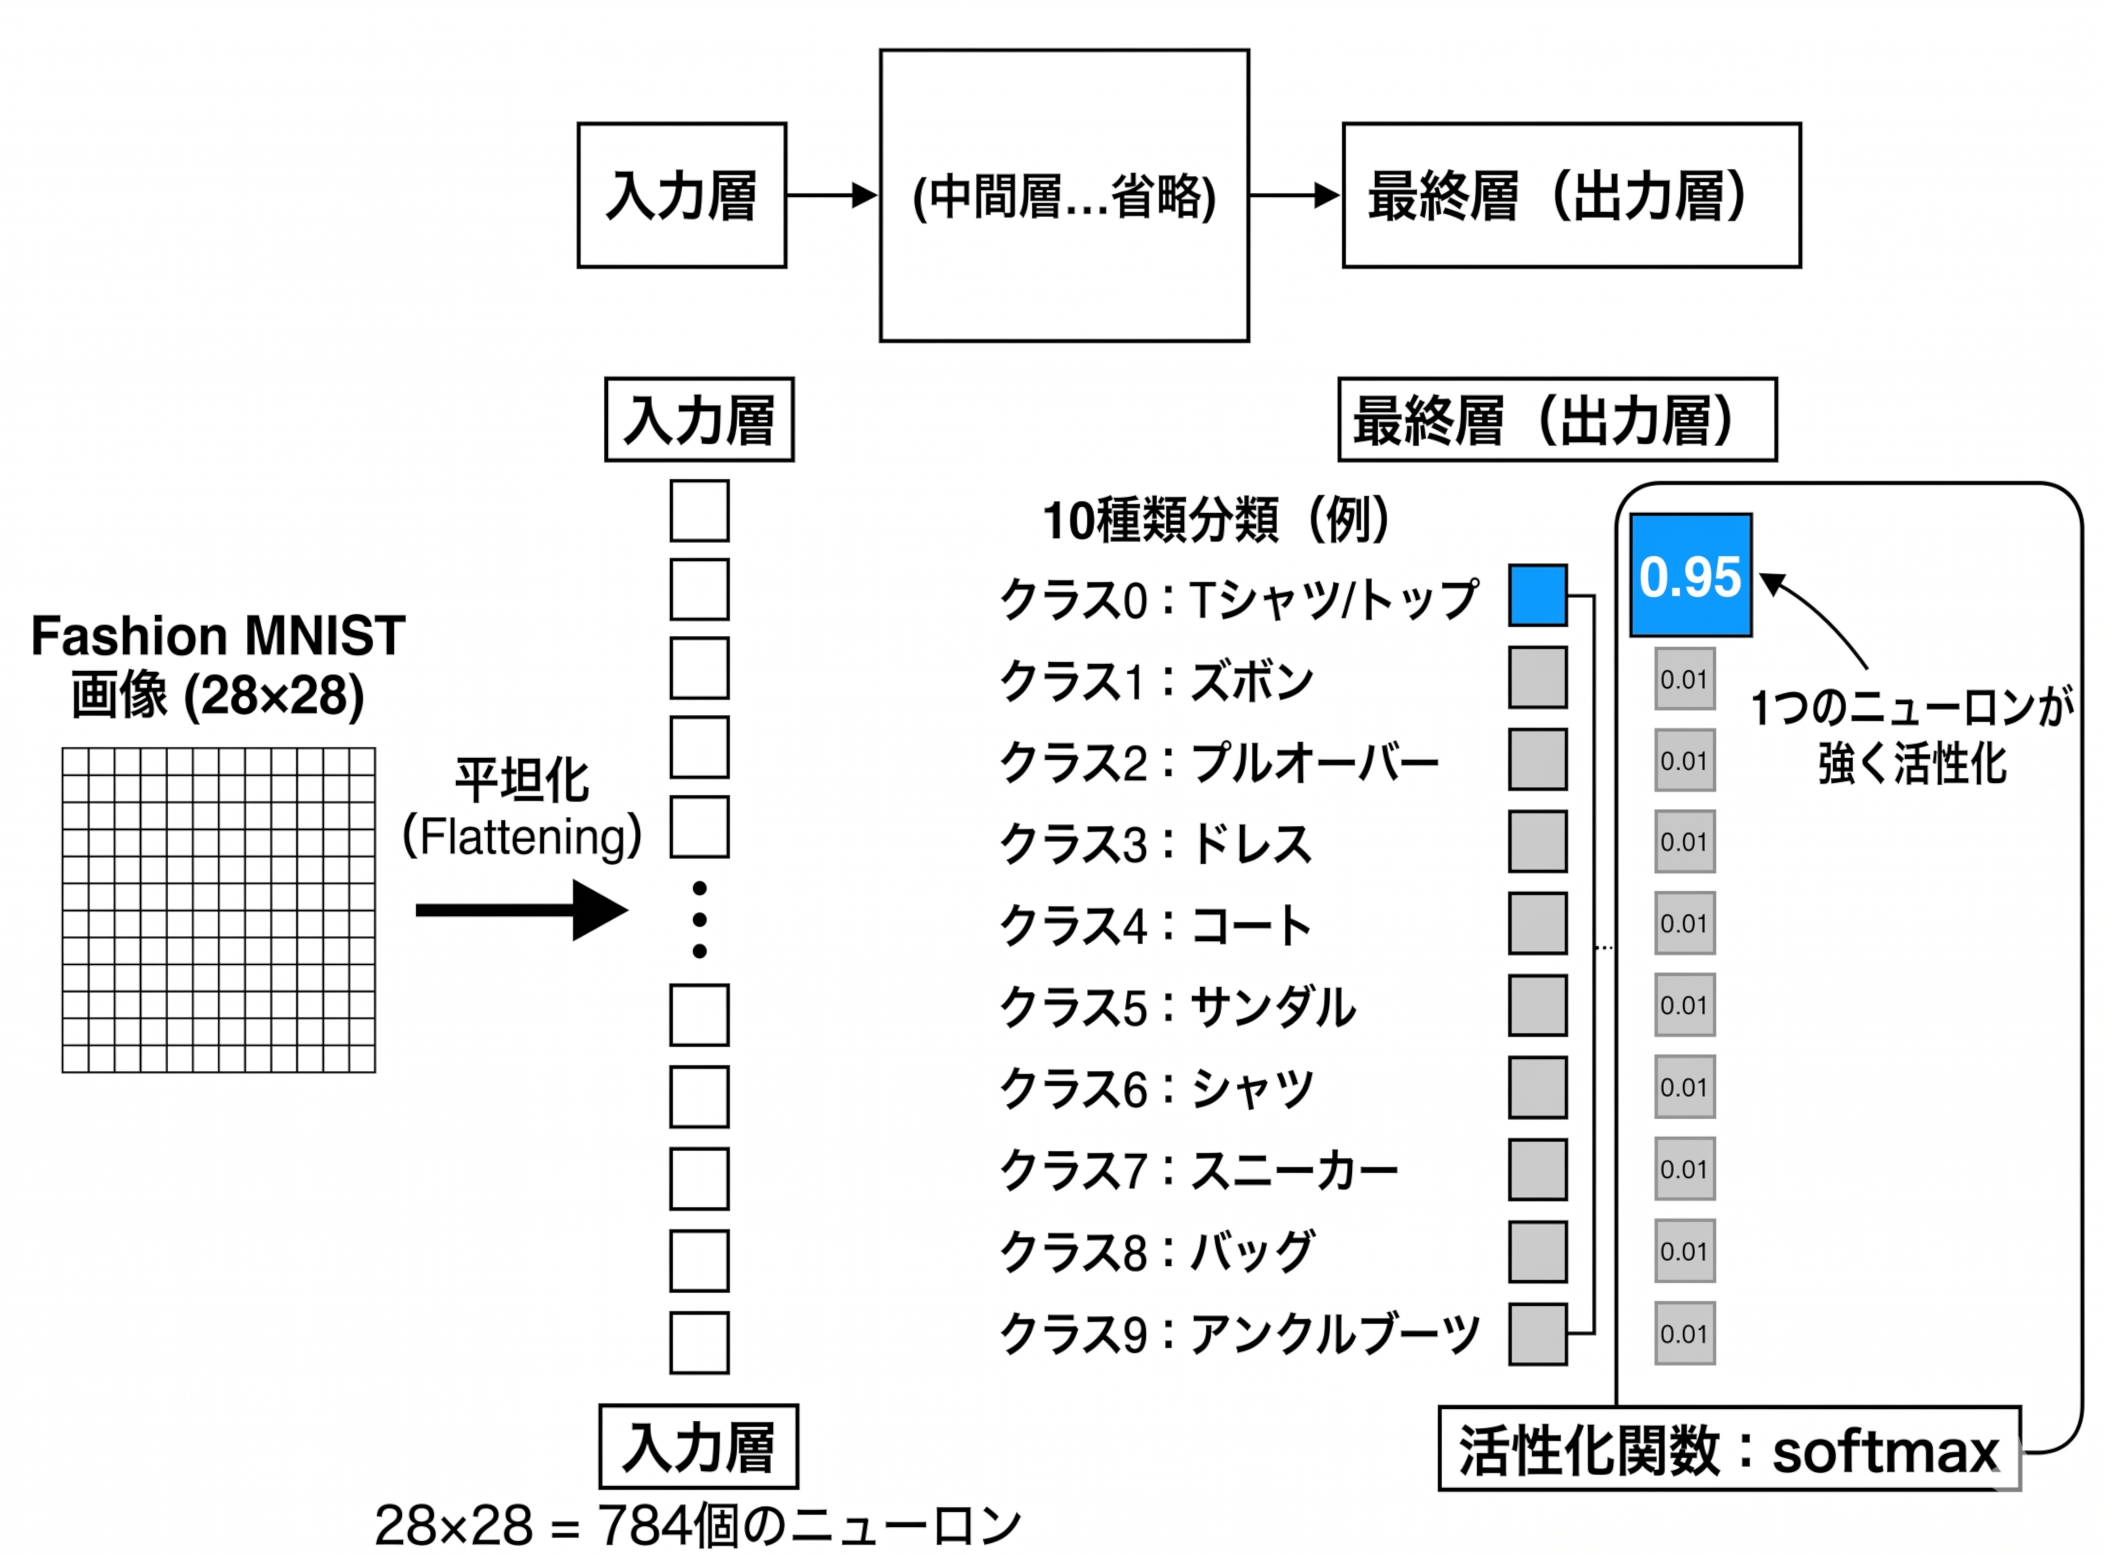 入力層
(中間層…省略)
最終層（出力層）
入力層
最終層（出力層）
Fashion MNIST
画像 (28×28)
平坦化
(Flattening)
10種類分類（例）
クラス0：Tシャツ/トップ
クラス1：ズボン
クラス2：プルオーバー
クラス3：ドレス
クラス4：コート
クラス5：サンダル
クラス6：シャツ
クラス7：スニーカー
クラス8：バッグ
クラス9：アンクルブーツ
0.95
0.01
0.01
0.01
0.01
0.01
0.01
0.01
0.01
0.01
1つのニューロンが
強く活性化
入力層
28×28 = 784個のニューロン
活性化関数：softmax